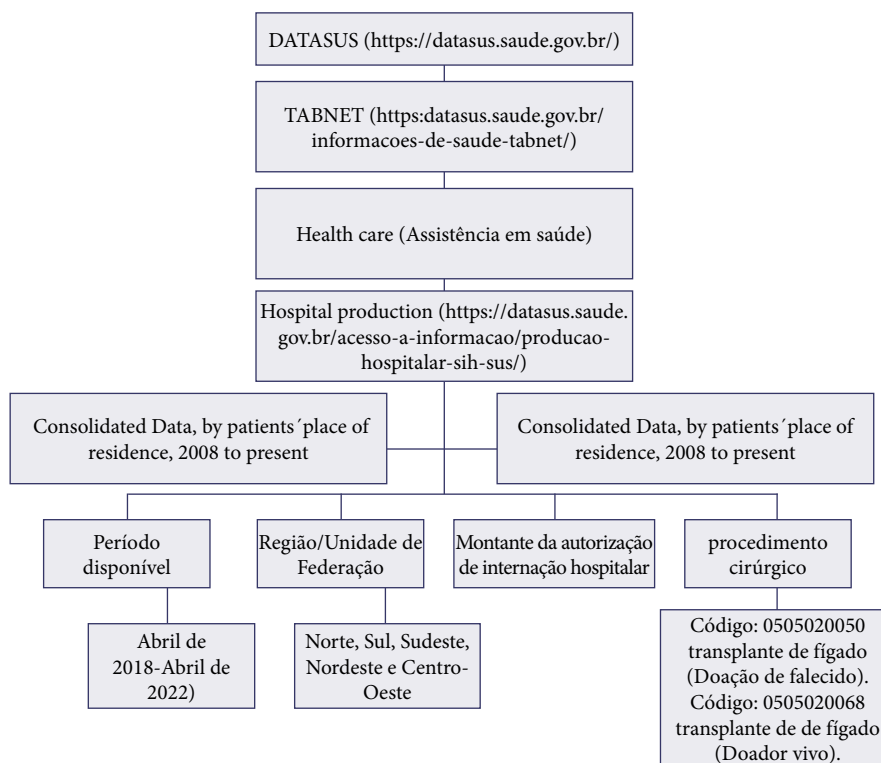 DATASUS (https://datasus.saude.gov.br/)
TABNET (https:datasus.saude.gov.br/
informacoes-de-saude-tabnet/)
Health care (Assistência em saúde)
Hospital production (https://datasus.saude.
gov.br/acesso-a-informacao/producao-
hospitalar-sih-sus/)
Consolidated Data, by patients´place of
residence, 2008 to present
Consolidated Data, by patients´place of
residence, 2008 to present
Período
disponível
Região/Unidade de
Federação
Montante da autorização
de internação hospitalar
procedimento
cirúrgico
Abril de
2018-Abril de
2022)
Norte, Sul, Sudeste,
Nordeste e Centro-
Oeste
Código: 0505020050
transplante de fígado
(Doação de falecido).
Código: 0505020068
transplante de de fígado
(Doador vivo).